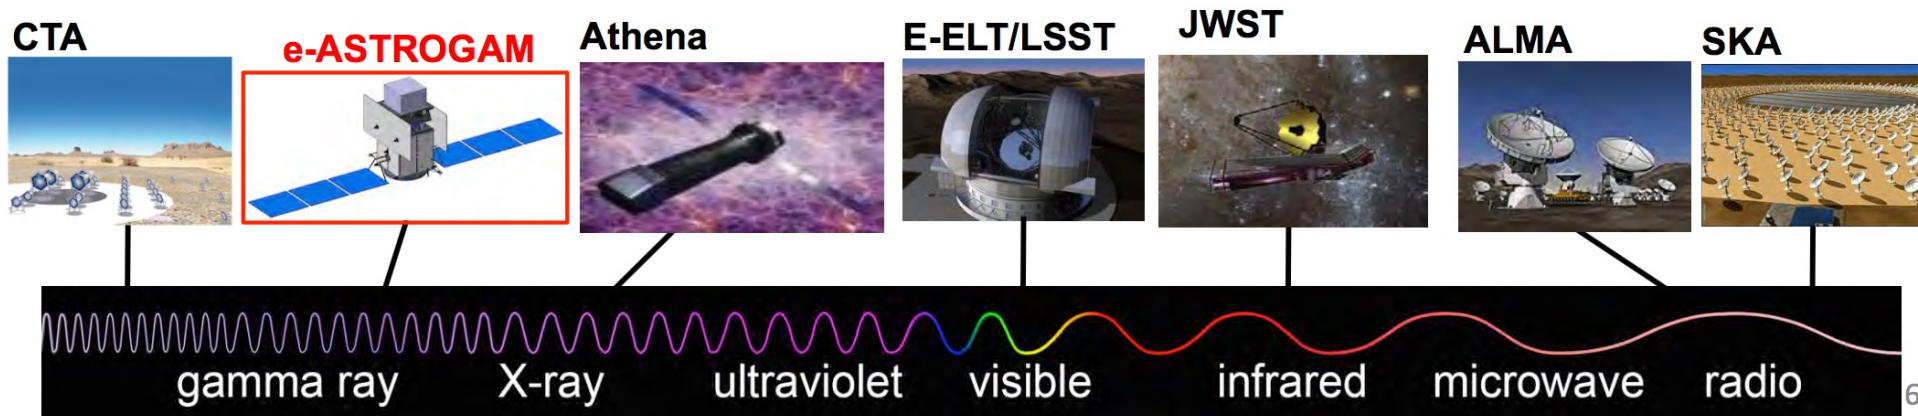 CTA
e-ASTROGAM
Athena
E-ELT/LSST
JWST
ALMA
SKA
gamma ray
X-ray
ultraviolet
visible
infrared
microwave
radio
6